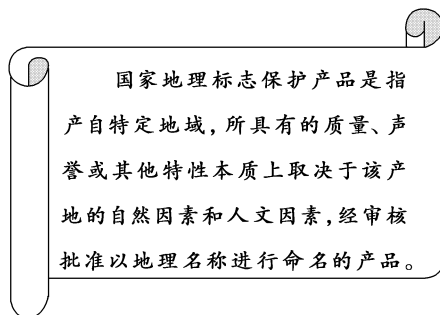 国家地理标志保护产品是指
产自特定地域，所具有的质量、声
誉或其他特性本质上取决于该产
地的自然因素和人文因素，经审核
批准以地理名称进行命名的产品。